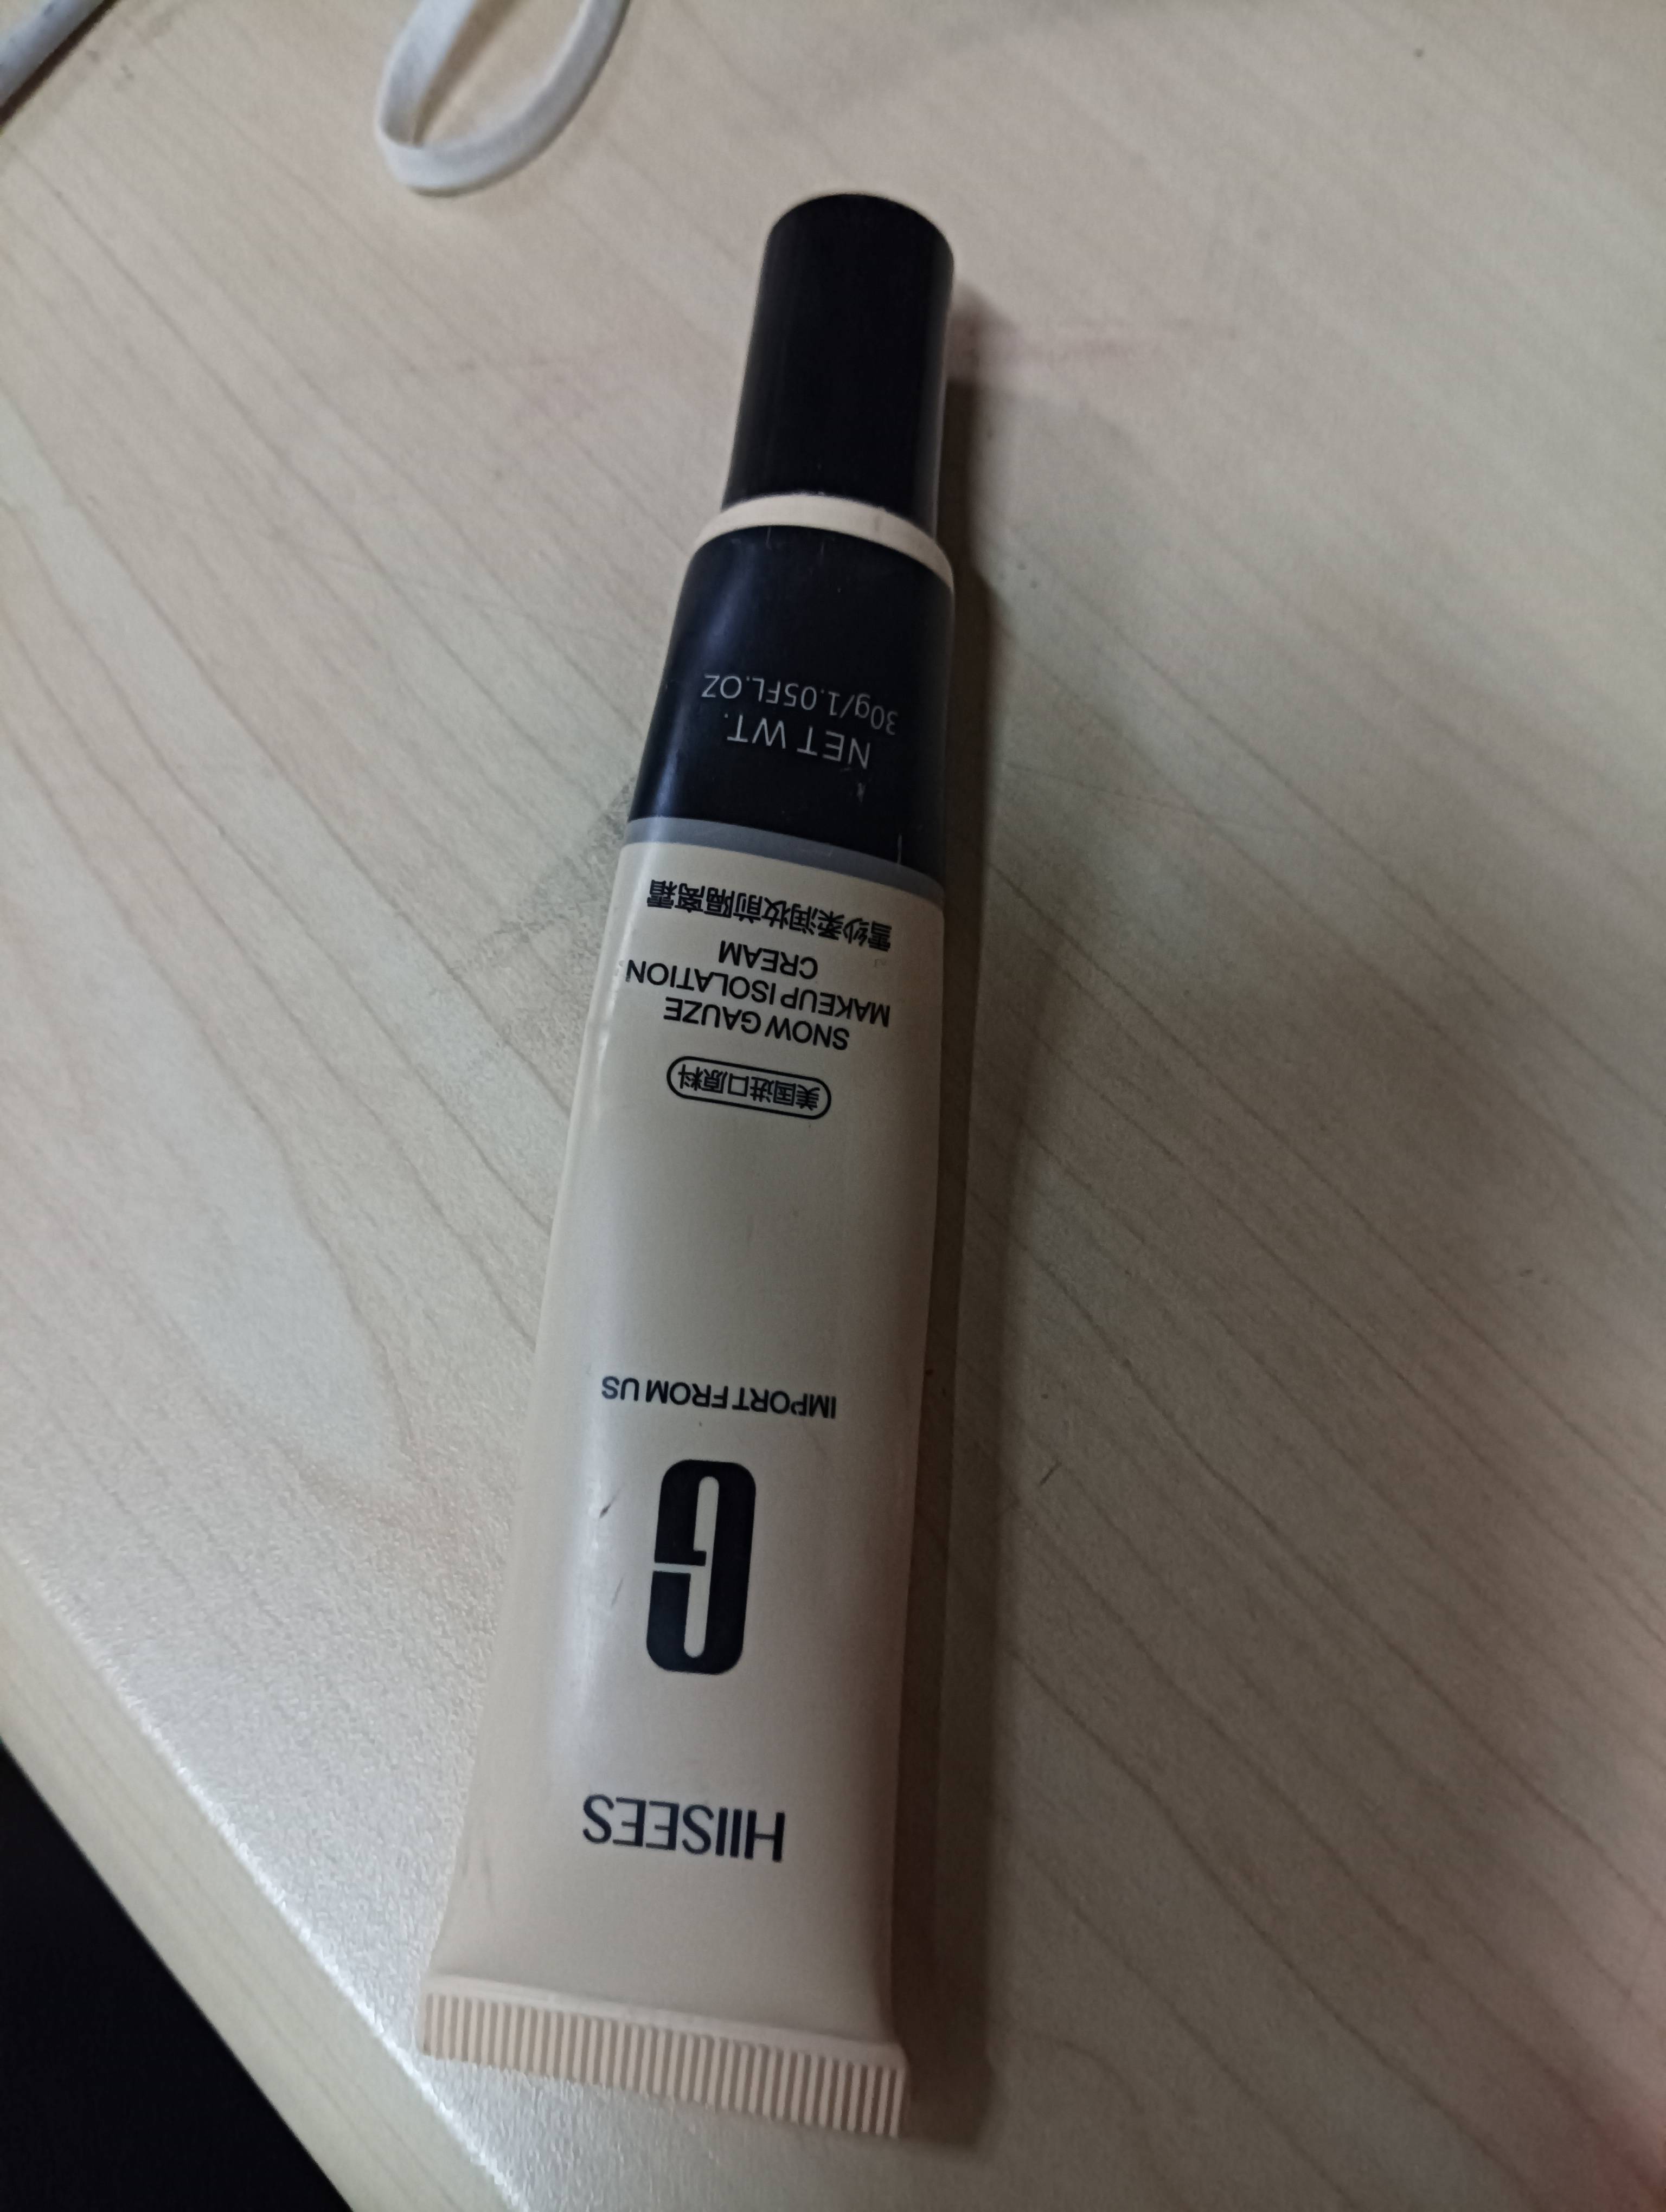 HIISEES
G
IMPORT FROM US
美国进口原料
SNOW GAUZE
MAKEUP ISOLATION
CREAM
雪纱柔润妆前隔离霜
NET WT.
30g/1.05FL.OZ